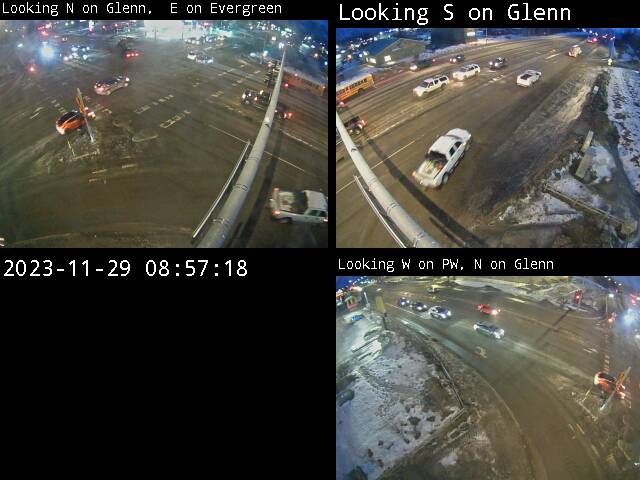 Looking N on Glenn, E on Evergreen
Looking S on Glenn
2023-11-29 08:57:18
Looking W on PW, N on Glenn